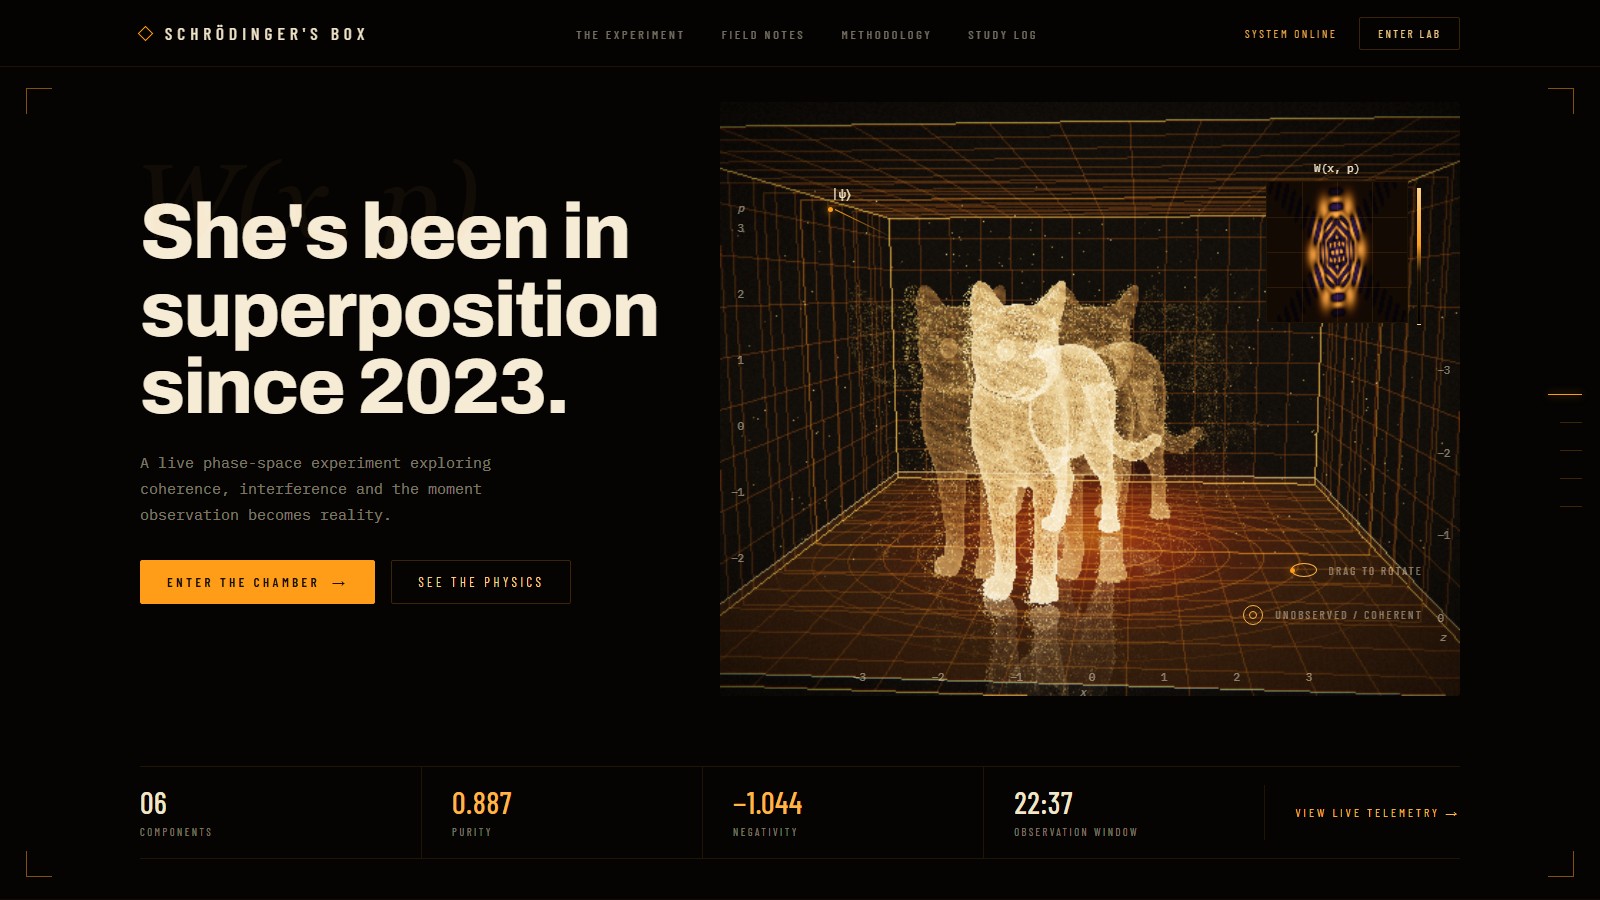 SCHRÖDINGER'S BOX
THE EXPERIMENT
FIELD NOTES
METHODOLOGY
STUDY LOG
SYSTEM ONLINE
ENTER LAB
W(x, p)
She's been in
superposition
since 2023.
A live phase-space experiment exploring
coherence, interference and the moment
observation becomes reality.
ENTER THE CHAMBER →
SEE THE PHYSICS
|ψ⟩
W(x, p)
p
3
2
1
0
−1
−2
−3
−2
−1
0
z
−3
−2
−1
0
1
2
3
x
DRAG TO ROTATE
UNOBSERVED / COHERENT
06
COMPONENTS
0.887
PURITY
−1.044
NEGATIVITY
22:37
OBSERVATION WINDOW
VIEW LIVE TELEMETRY →